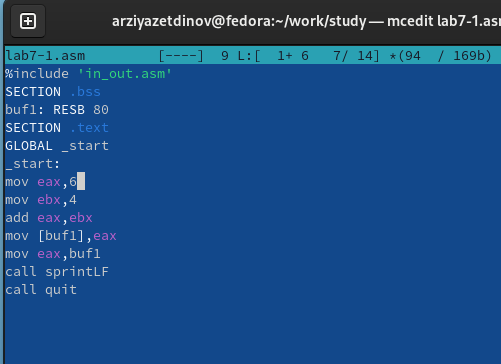 arziyazetdinov@fedora:~/work/study — mcedit lab7-1.asm
lab7-1.asm [----] 9 L:[ 1+ 6 7/ 14] *(94 / 169b)
%include 'in_out.asm'
SECTION .bss
buf1: RESB 80
SECTION .text
GLOBAL _start
_start:
mov eax,6
mov ebx,4
add eax,ebx
mov [buf1],eax
mov eax,buf1
call sprintLF
call quit